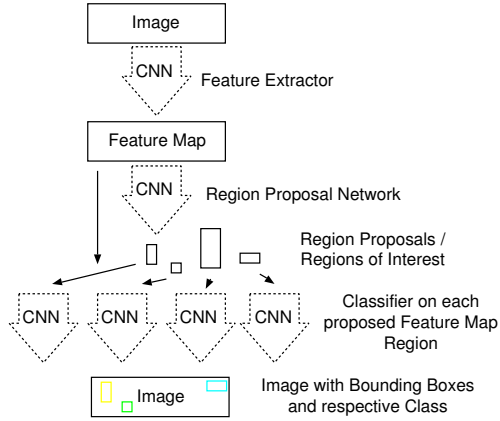 Image
CNN
Feature Extractor
Feature Map
CNN
Region Proposal Network
Region Proposals /
Regions of Interest
CNN CNN CNN CNN
Classifier on each
proposed Feature Map
Region
Image
Image with Bounding Boxes
and respective Class